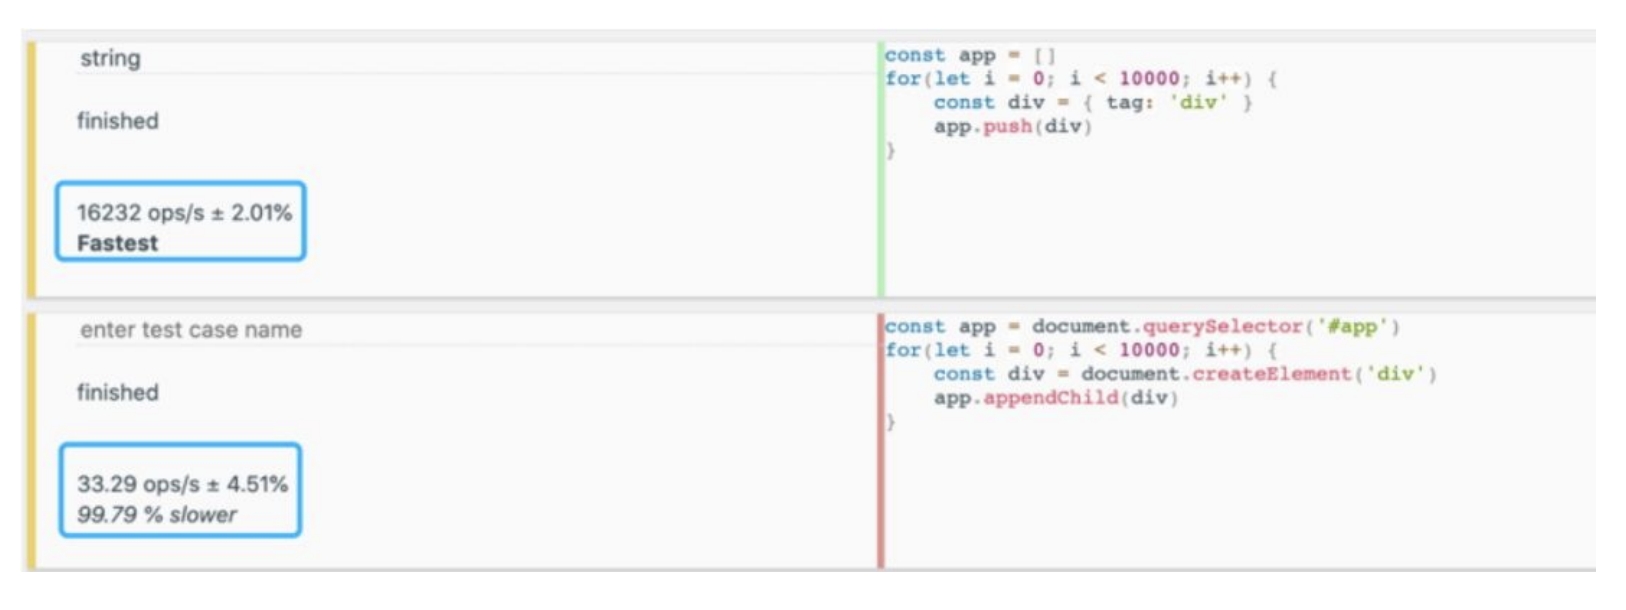 string
finished
16232 ops/s ± 2.01%
Fastest
const app = []
for(let i = 0; i < 10000; i++) {
    const div = { tag: 'div' }
    app.push(div)
}
enter test case name
finished
33.29 ops/s ± 4.51%
99.79 % slower
const app = document.querySelector('#app')
for(let i = 0; i < 10000; i++) {
    const div = document.createElement('div')
    app.appendChild(div)
}